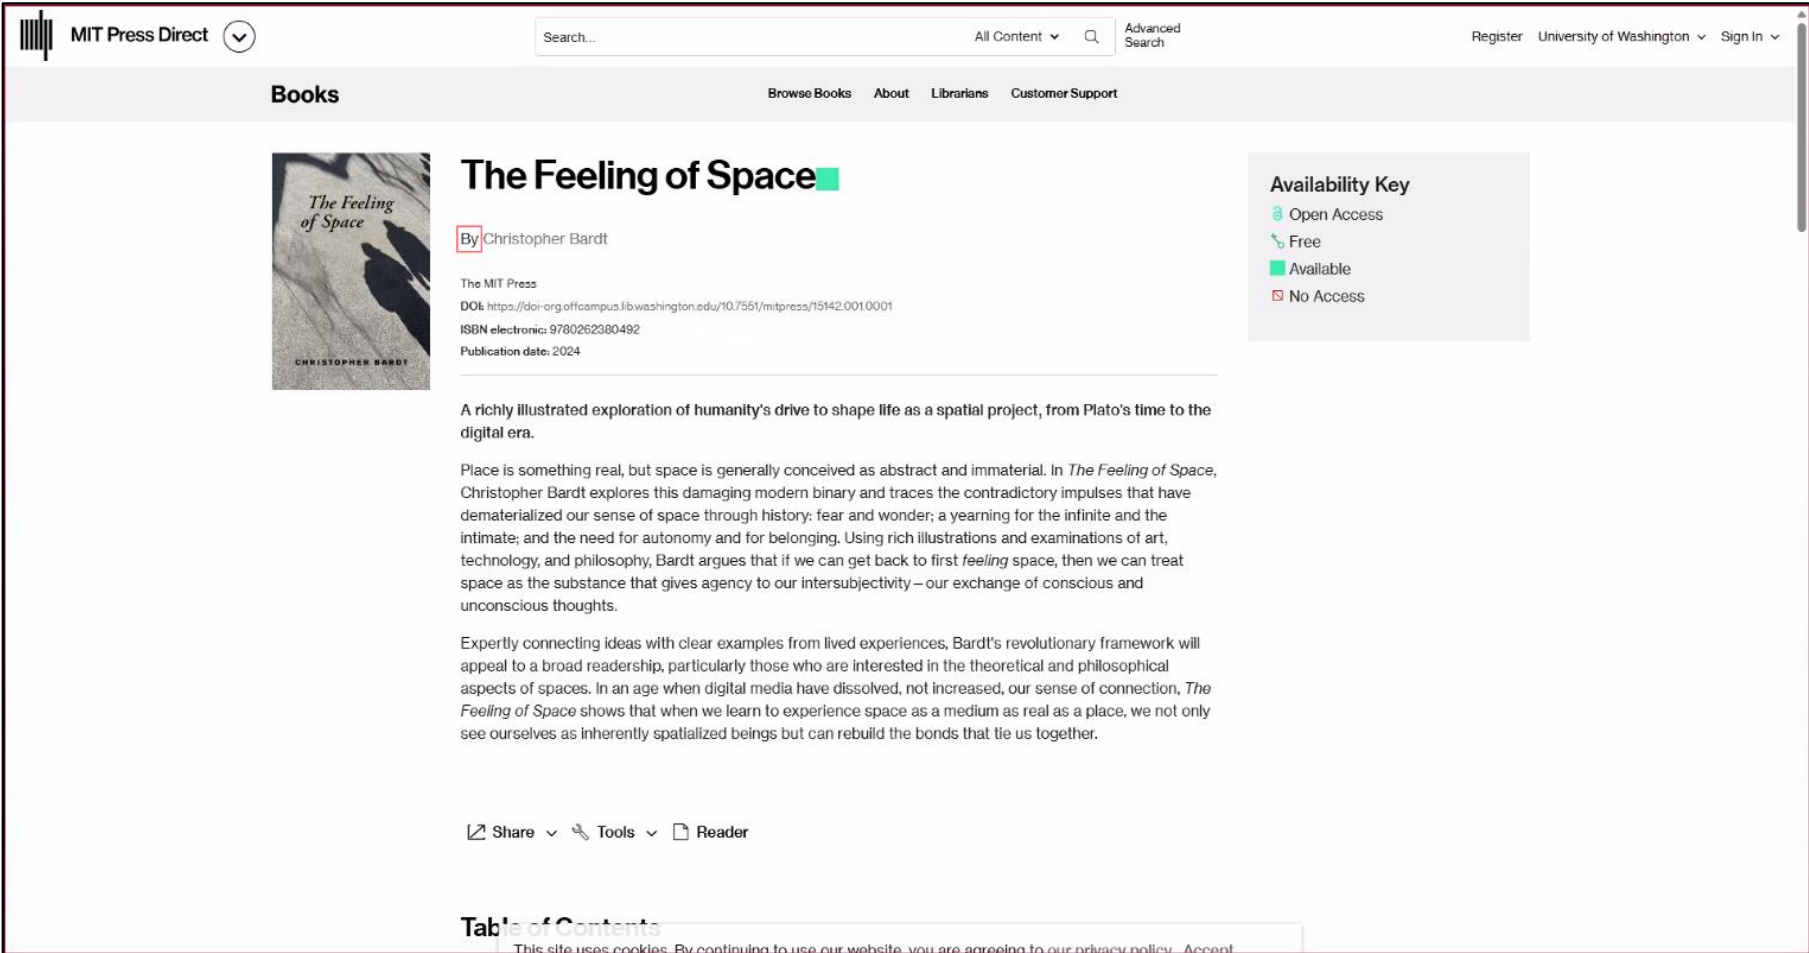 MIT Press Direct
Search...
All Content
Advanced
Search
Register
University of Washington
Sign In
Books
Browse Books
About
Librarians
Customer Support
The Feeling
of Space
CHRISTOPHER BARDT
The Feeling of Space
By Christopher Bardt
The MIT Press
DOI: https://doi-org.offcampus.lib.washington.edu/10.7551/mitpress/15142.001.0001
ISBN electronic: 9780262380492
Publication date: 2024
A richly illustrated exploration of humanity's drive to shape life as a spatial project, from Plato's time to the
digital era.
Place is something real, but space is generally conceived as abstract and immaterial. In The Feeling of Space,
Christopher Bardt explores this damaging modern binary and traces the contradictory impulses that have
dematerialized our sense of space through history: fear and wonder; a yearning for the infinite and the
intimate; and the need for autonomy and for belonging. Using rich illustrations and examinations of art,
technology, and philosophy, Bardt argues that if we can get back to first feeling space, then we can treat
space as the substance that gives agency to our intersubjectivity—our exchange of conscious and
unconscious thoughts.
Expertly connecting ideas with clear examples from lived experiences, Bardt's revolutionary framework will
appeal to a broad readership, particularly those who are interested in the theoretical and philosophical
aspects of spaces. In an age when digital media have dissolved, not increased, our sense of connection, The
Feeling of Space shows that when we learn to experience space as a medium as real as a place, we not only
see ourselves as inherently spatialized beings but can rebuild the bonds that tie us together.
Share
Tools
Reader
Table of Contents
This site uses cookies. By continuing to use our website, you are agreeing to our privacy policy. Accept
Availability Key
Open Access
Free
Available
No Access